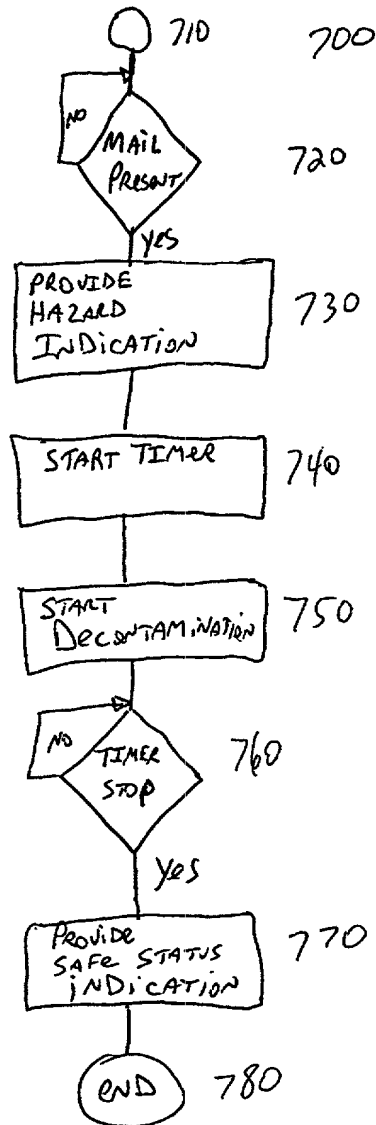 710
700
NO
MAIL
PRESENT
720
yes
PROVIDE
HAZARD
INDiCATiON
730
START TIMER
740
START
DeCONTAMiNATiON
750
NO
TIMER
STOP
760
yes
PROViDe
SAFe STATUS
iNDiCATiON
770
eND
780